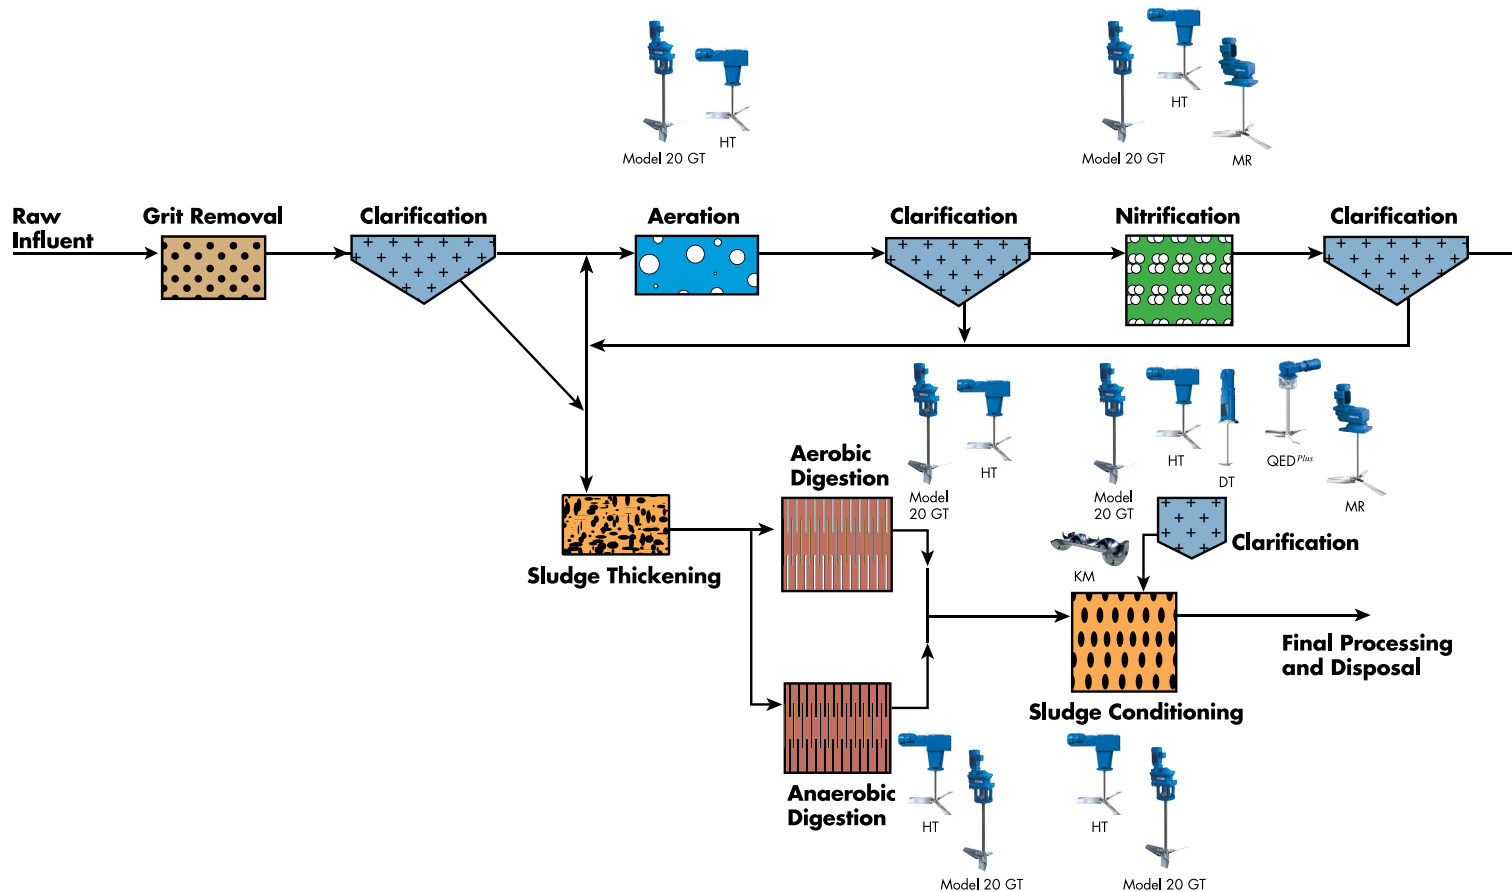 HT
HT
Model 20 GT
MR
Model 20 GT
Raw
Influent
Grit Removal
Clarification
Aeration
Clarification
Nitrification
Clarification
Aerobic
Digestion
HT
Model
20 GT
HT
DT
QED Plus
MR
Model
20 GT
Clarification
KM
Sludge Thickening
Final Processing
and Disposal
Sludge Conditioning
Anaerobic
Digestion
HT
Model 20 GT
HT
Model 20 GT